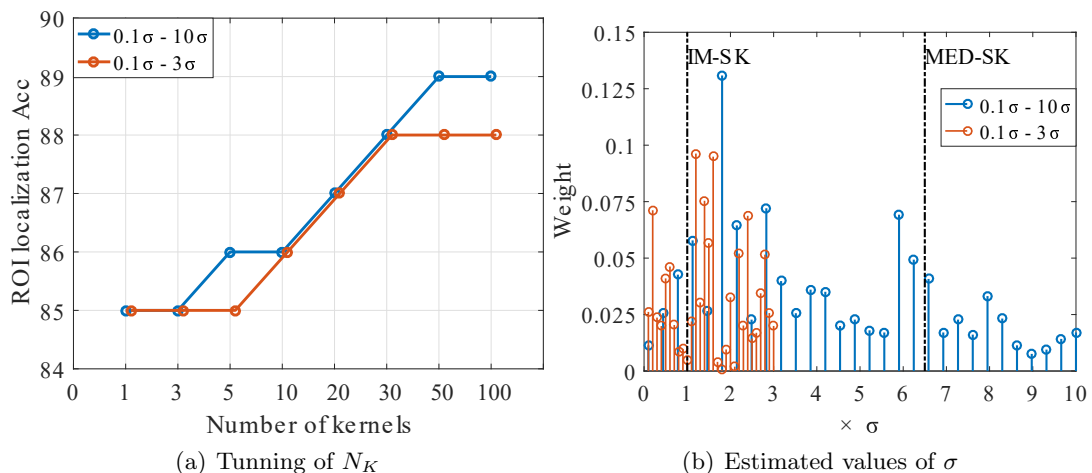 90
89
88
87
86
85
84
ROI localization Acc
0.1σ - 10σ
0.1σ - 3σ
0 1 3 5 10 20 30 50 100
Number of kernels
(a) Tunning of N_K
0.15
0.125
0.1
0.075
0.05
0.025
0
Weight
IM-SK
MED-SK
0.1σ - 10σ
0.1σ - 3σ
0 1 2 3 4 5 6 7 8 9 10
× σ
(b) Estimated values of σ